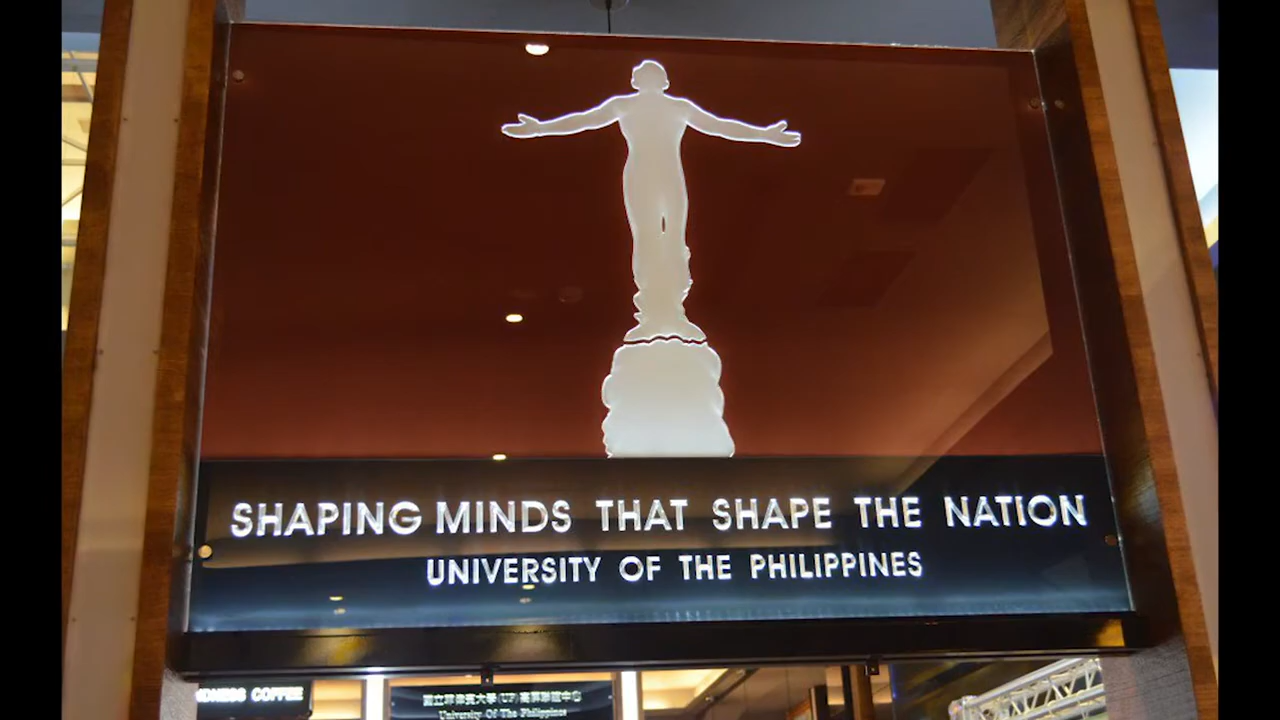 SHAPING MINDS THAT SHAPE THE NATION
UNIVERSITY OF THE PHILIPPINES
COFFEE
University Of The Philippines